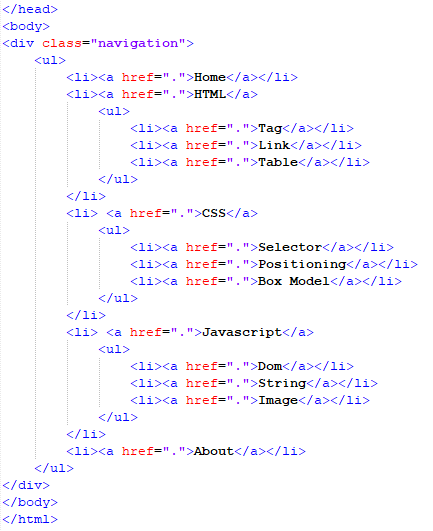 </head>
<body>
<div class="navigation">
    <ul>
        <li><a href=".">Home</a></li>
        <li><a href=".">HTML</a>
            <ul>
                <li><a href=".">Tag</a></li>
                <li><a href=".">Link</a></li>
                <li><a href=".">Table</a></li>
            </ul>
        </li>
        <li> <a href=".">CSS</a>
            <ul>
                <li><a href=".">Selector</a></li>
                <li><a href=".">Positioning</a></li>
                <li><a href=".">Box Model</a></li>
            </ul>
        </li>
        <li> <a href=".">Javascript</a>
            <ul>
                <li><a href=".">Dom</a></li>
                <li><a href=".">String</a></li>
                <li><a href=".">Image</a></li>
            </ul>
        </li>
        <li><a href=".">About</a></li>
    </ul>
</div>
</body>
</html>